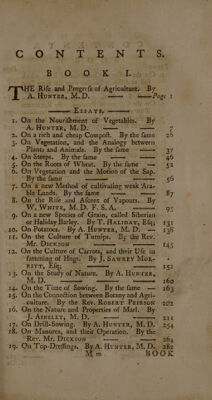 CONTENTS.
BOOK I.
THE Rise and Progress of Agriculture. By
A. HUNTER, M. D. — Page 1
ESSAYS.
1. On the Nourishment of Vegetables. By
A. HUNTER, M. D. — 7
2. On a rich and cheap Compost. By the same 20
3. On Vegetation, and the Analogy between
Plants and Animals. By the same — 37
4. On Steeps. By the same — 46
5. On the Roots of Wheat. By the same — 52
6. On Vegetation and the Motion of the Sap.
By the same — 56
7. On a new Method of cultivating weak Ara-
ble Lands. By the same — 87
8. On the Rise and Ascent of Vapours. By
W. WHITE, M. D. F. S. A. — 95
9. On a new Species of Grain, called Siberian
or Haliday Barley. By T. HALIDAY, Esq; 131
10. On Potatoes. By A. HUNTER, M. D. — 138
11. On the Culture of Turnips. By the Rev.
Mr. DICKSON — 145
12. On the Culture of Carrots, and their Use in
fattening of Hogs. By J. SAWREY MOR-
RITT, Esq; — 152
13. On the Study of Nature. By A. HUNTER,
M. D. — 160
14. On the Time of Sowing. By the same — 163
15. On the Connection between Botany and Agri-
culture. By the Rev. ROBERT PEIRSON 202
16. On the Nature and Properties of Marl. By
J. AINSLEY, M. D. — 211
17. On Drill-Sowing. By A. HUNTER, M. D. 254
18. On Manures, and their Operation. By the
Rev. Mr. DICKSON — 264
19. On Top-Dressings. By A. HUNTER, M. D. 282
M m BOOK